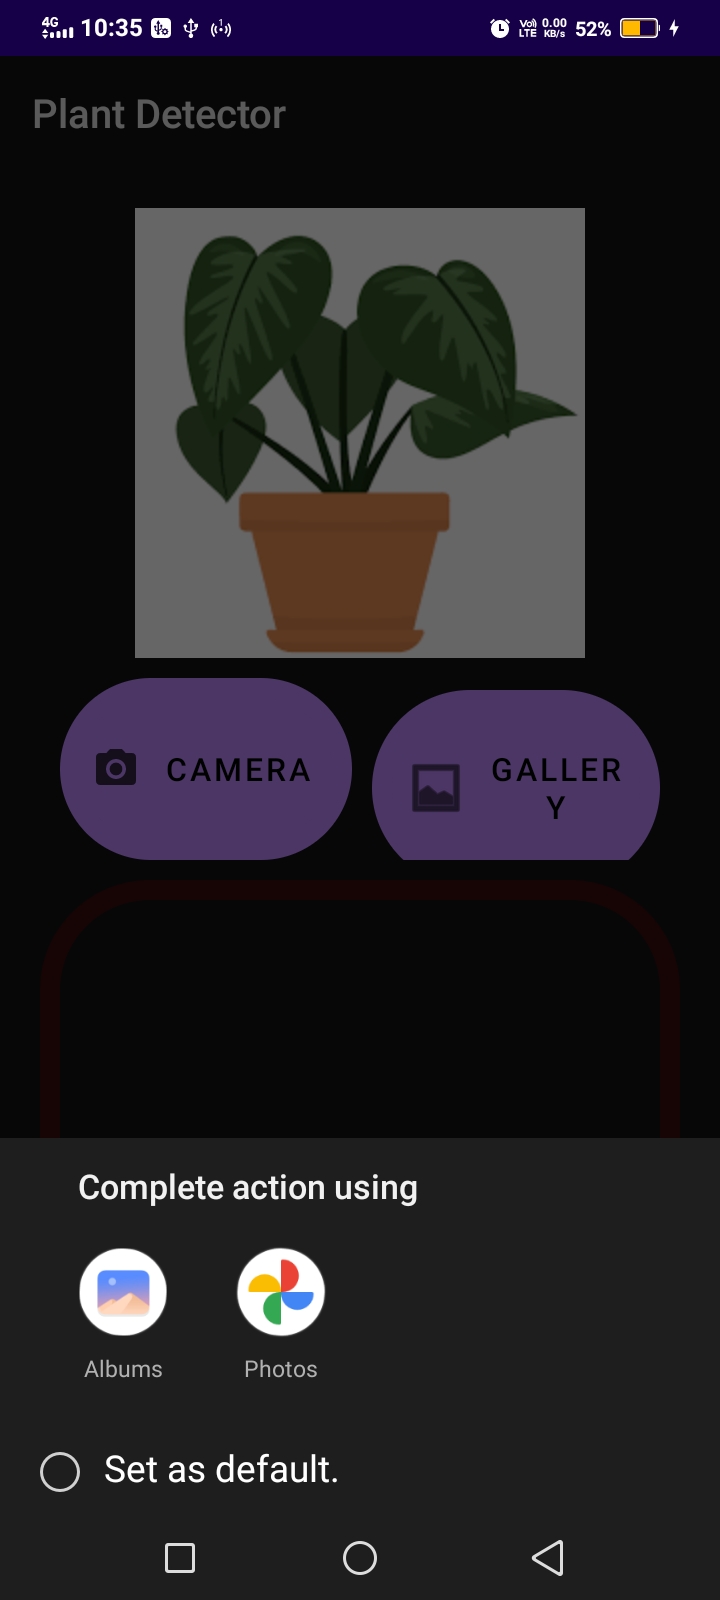 4G 10:35 Vo) LTE 0.00 KB/s 52%
Plant Detector
CAMERA
GALLER
Y
Complete action using
Albums
Photos
Set as default.